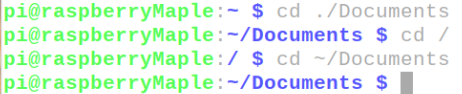 pi@raspberryMaple:~ $ cd ./Documents
pi@raspberryMaple:~/Documents $ cd /
pi@raspberryMaple:/ $ cd ~/Documents
pi@raspberryMaple:~/Documents $